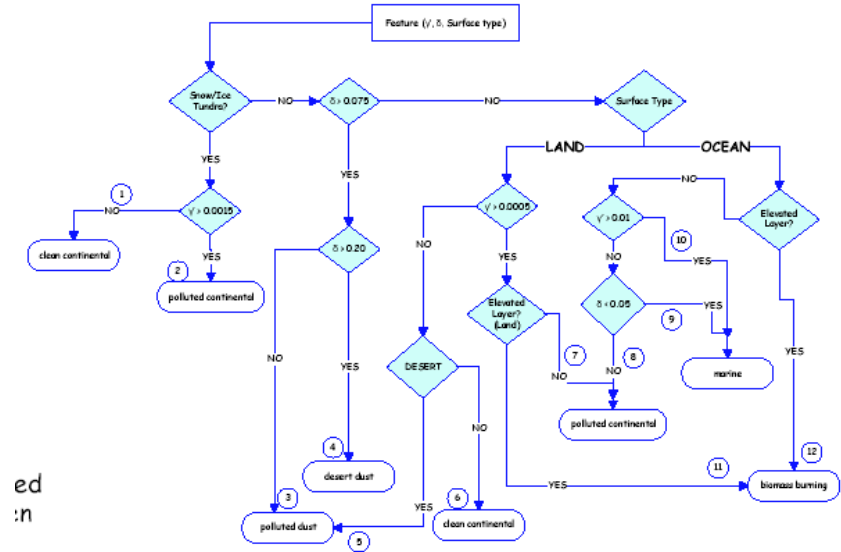 Feature (γ', δ, Surface type)
Snow/Ice
Tundra?
NO
δ > 0.075
NO
Surface Type
LAND
OCEAN
YES
YES
NO
1
NO
γ' > 0.0015
γ' > 0.0005
γ' > 0.01
Elevated
Layer?
10
clean continental
YES
δ > 0.20
NO
YES
NO
YES
2
polluted continental
Elevated
Layer?
(Land)
δ < 0.05
YES
9
NO
YES
DESERT
7
NO
8
NO
YES
marine
NO
polluted continental
4
desert dust
11
12
ed
en
3
polluted dust
YES
5
6
clean continental
YES
biomass burning